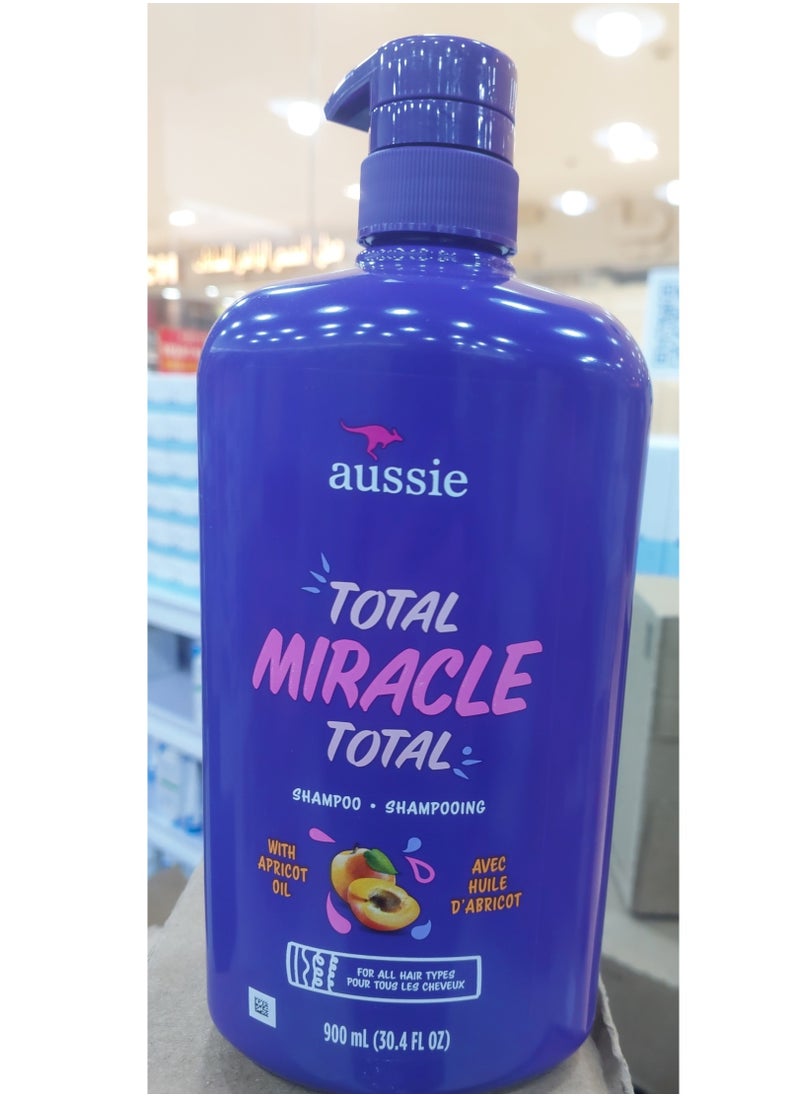 aussie
TOTAL
MIRACLE
TOTAL
SHAMPOO • SHAMPOOING
WITH
APRICOT
OIL
AVEC
HUILE
D'ABRICOT
FOR ALL HAIR TYPES
POUR TOUS LES CHEVEUX
900 mL (30.4 FL OZ)